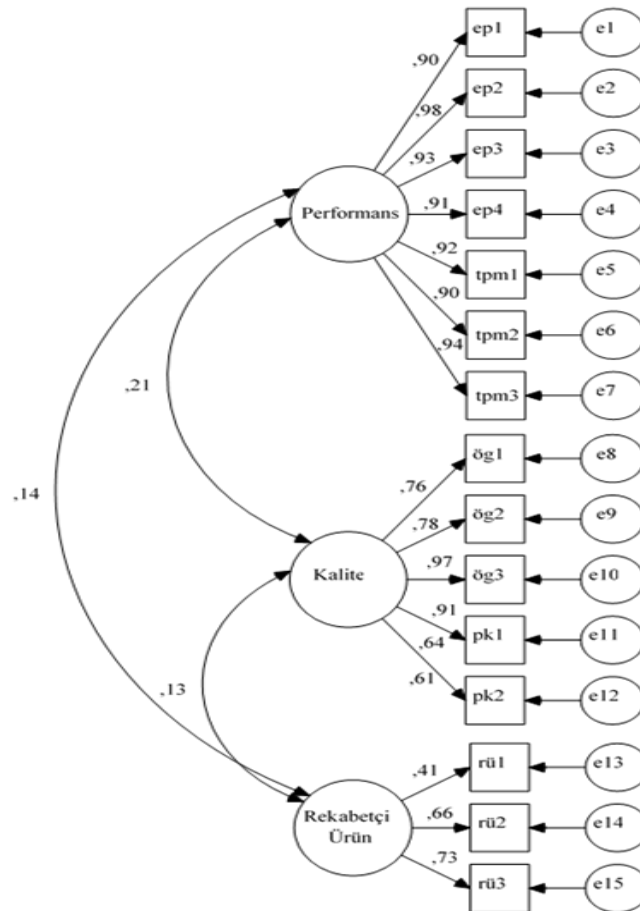 ep1
e1
,90
ep2
e2
,98
ep3
e3
,93
Performans
,91
ep4
e4
,92
tpm1
e5
,90
tpm2
e6
,94
tpm3
e7
,21
,14
ög1
e8
,76
ög2
e9
,78
Kalite
,97
ög3
e10
,91
pk1
e11
,64
pk2
e12
,61
,13
rü1
e13
,41
Rekabetçi
Ürün
,66
rü2
e14
,73
rü3
e15